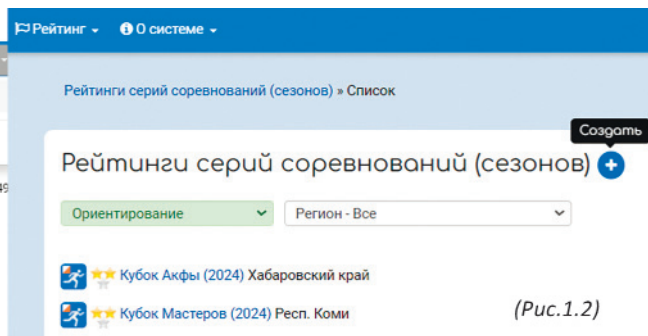 Рейтинг О системе
Рейтинги серий соревнований (сезонов) » Список
Создать
Рейтинги серий соревнований (сезонов)
Ориентирование Регион - Все
Кубок Акфы (2024) Хабаровский край
Кубок Мастеров (2024) Респ. Коми
(Рис.1.2)